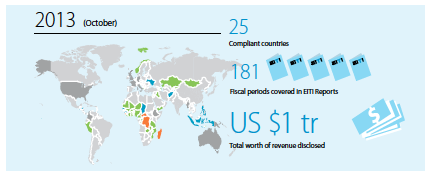 2013 (October)
25
Compliant countries
181
Fiscal periods covered in EITI Reports
US $1 tr
Total worth of revenue disclosed
$